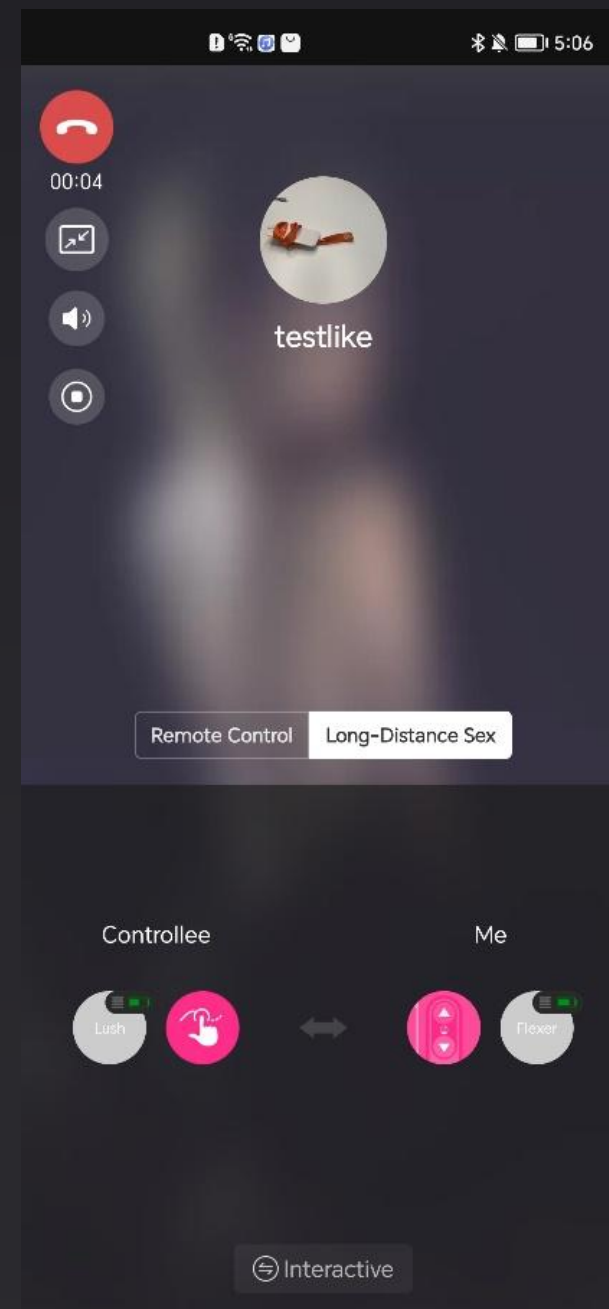 5:06
00:04
testlike
Remote Control Long-Distance Sex
Controllee Me
Lush Flexer
Interactive